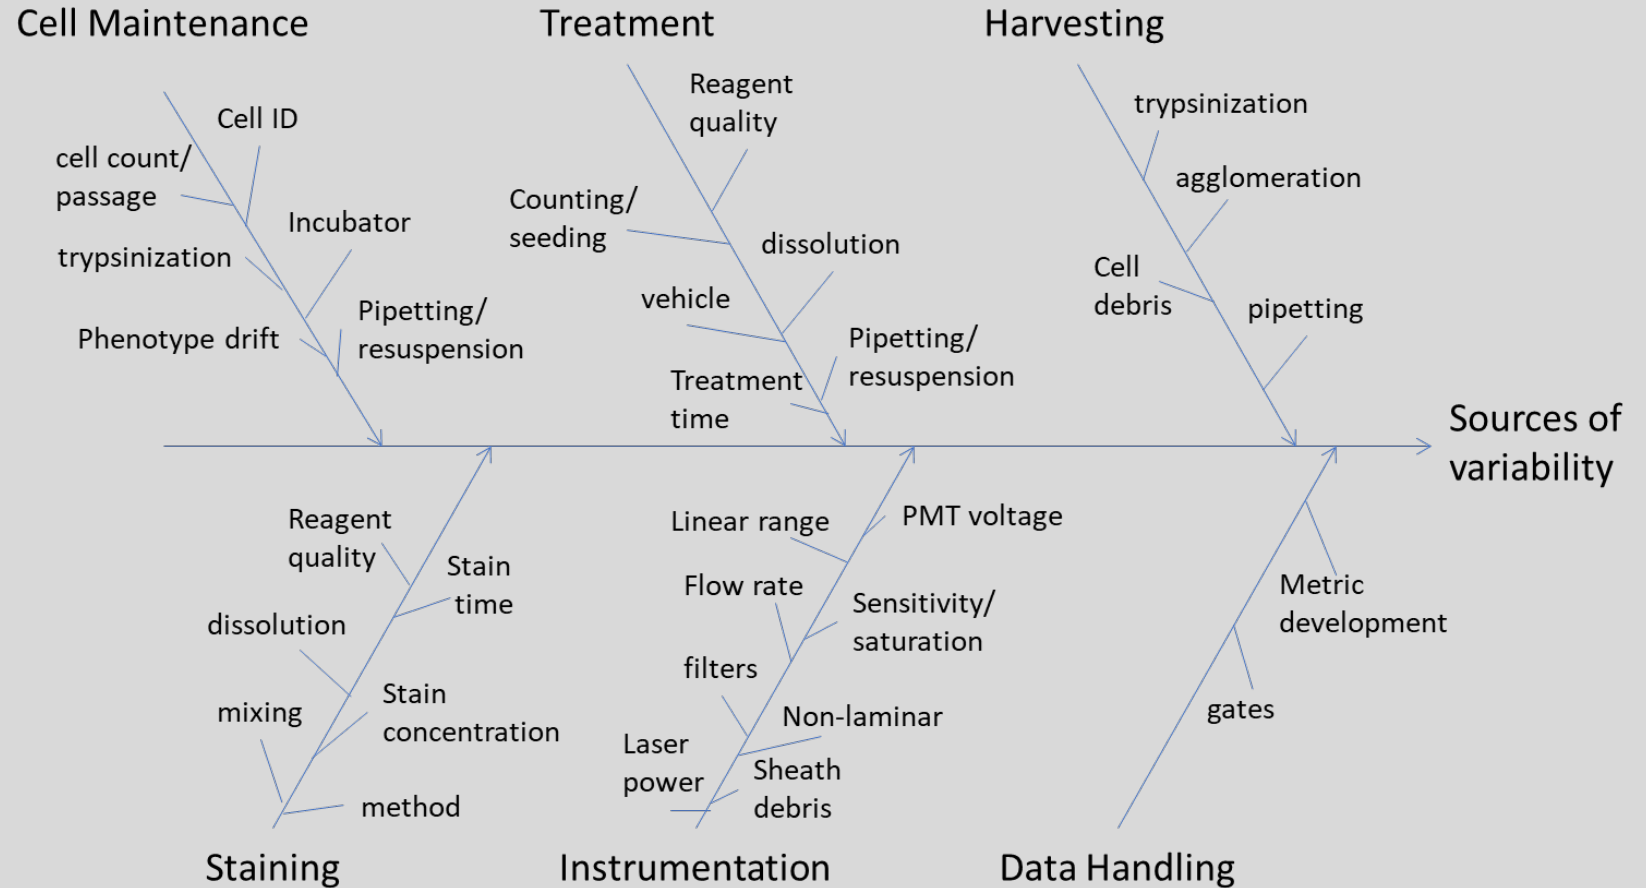 Cell Maintenance
Treatment
Harvesting
Cell ID
cell count/
passage
Incubator
trypsinization
Pipetting/
resuspension
Phenotype drift
Reagent
quality
Counting/
seeding
dissolution
vehicle
Pipetting/
resuspension
Treatment
time
trypsinization
agglomeration
Cell
debris
pipetting
Sources of
variability
Reagent
quality
Stain
time
dissolution
Stain
concentration
mixing
method
Linear range
PMT voltage
Flow rate
Sensitivity/
saturation
filters
Non-laminar
Laser
power
Sheath
debris
Metric
development
gates
Staining
Instrumentation
Data Handling